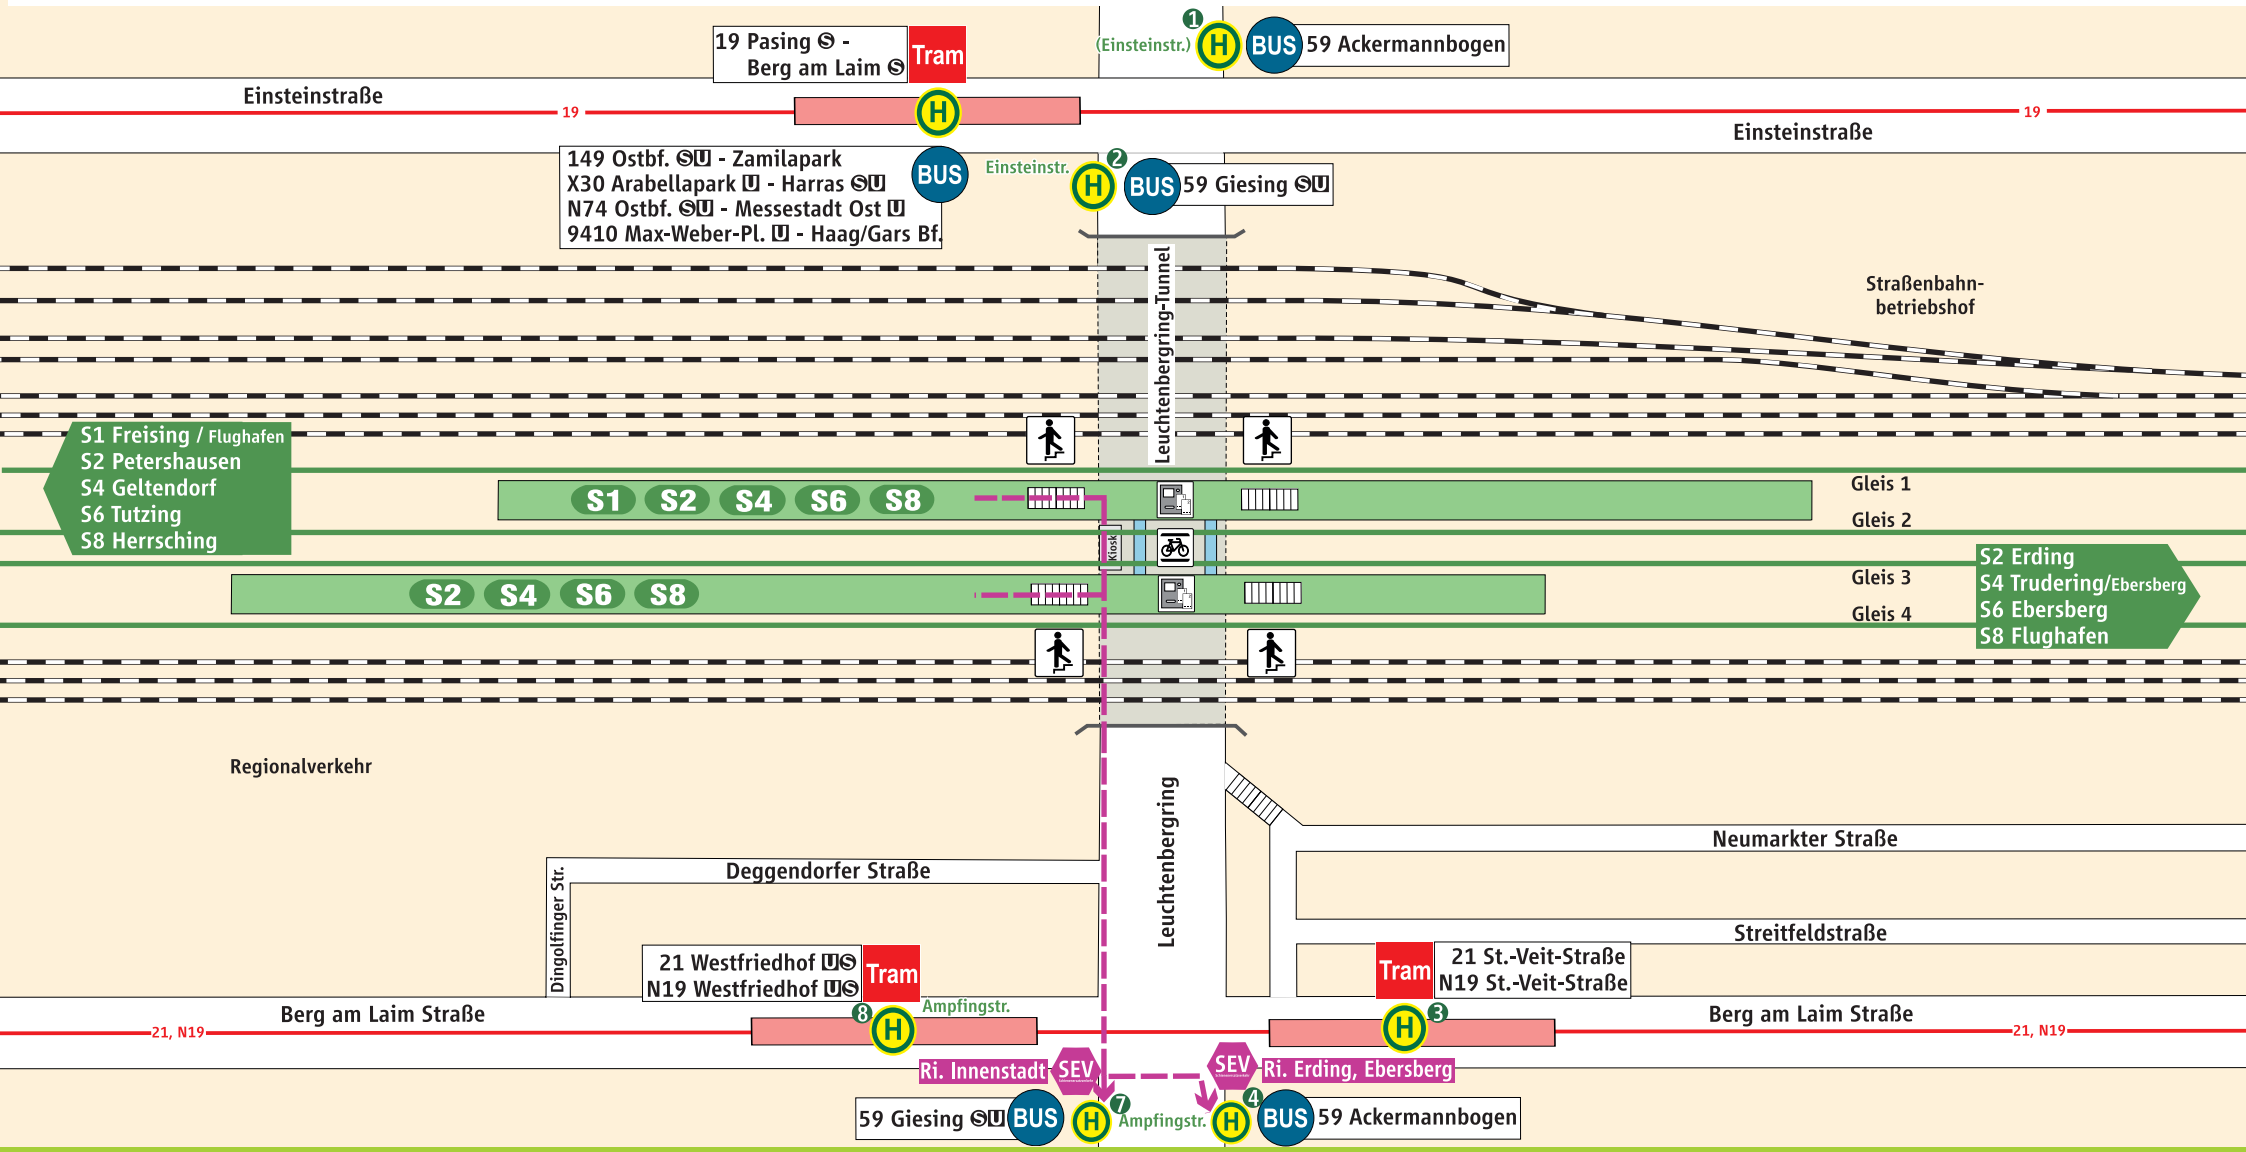 1
(Einsteinstr.)
H
BUS
59 Ackermannbogen
19 Pasing S -
Berg am Laim S
Tram
Einsteinstraße
19
H
19
Einsteinstraße
149 Ostbf. SU - Zamilapark
X30 Arabellapark U - Harras SU
N74 Ostbf. SU - Messestadt Ost U
9410 Max-Weber-Pl. U - Haag/Gars Bf.
BUS
Einsteinstr.
2
H
BUS
59 Giesing SU
Leuchtenbergring-Tunnel
Straßenbahn-
betriebshof
S1 Freising / Flughafen
S2 Petershausen
S4 Geltendorf
S6 Tutzing
S8 Herrsching
S1 S2 S4 S6 S8
Gleis 1
Gleis 2
Kiosk
S2 S4 S6 S8
Gleis 3
Gleis 4
S2 Erding
S4 Trudering/Ebersberg
S6 Ebersberg
S8 Flughafen
Regionalverkehr
Leuchtenbergring
Neumarkter Straße
Deggendorfer Straße
Dingolfinger Str.
Streitfeldstraße
21 Westfriedhof US
N19 Westfriedhof US
Tram
Tram
21 St.-Veit-Straße
N19 St.-Veit-Straße
Berg am Laim Straße
8
H
Ampfingstr.
H
3
Berg am Laim Straße
21, N19
21, N19
Ri. Innenstadt
SEV
SEV
Ri. Erding, Ebersberg
59 Giesing SU
BUS
H
7
Ampfingstr.
H
4
BUS
59 Ackermannbogen